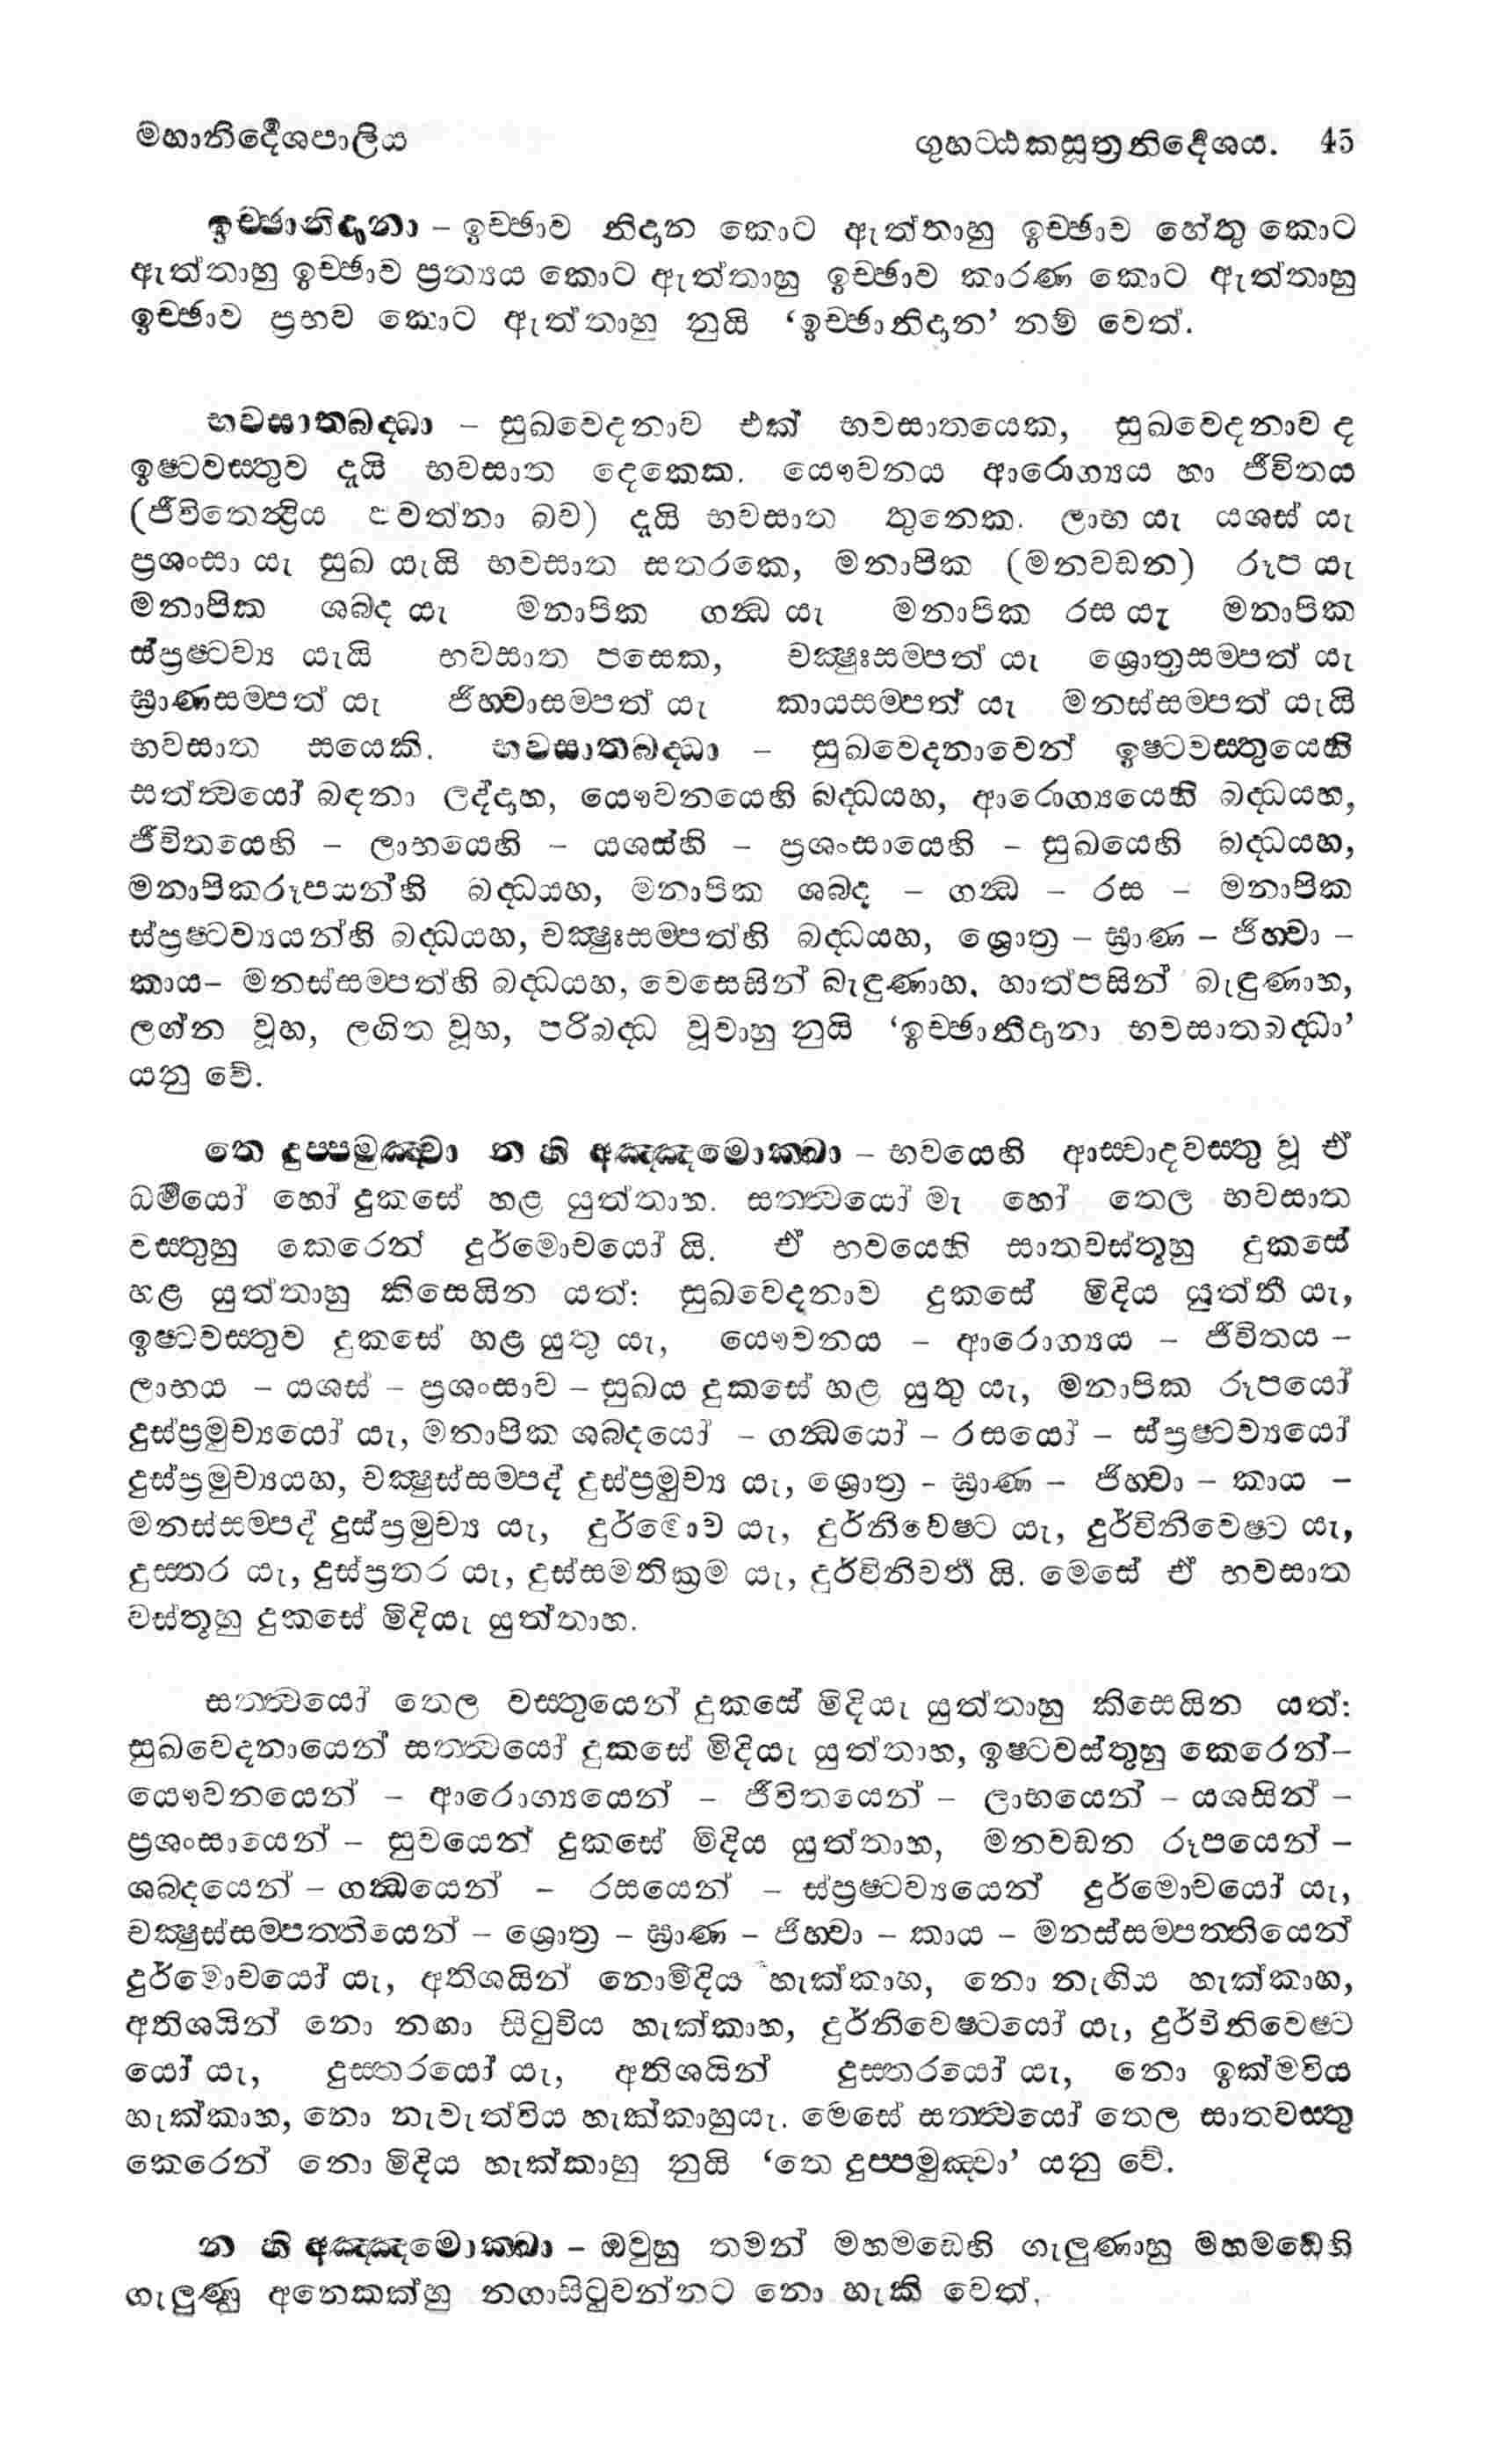 මහානිර්‍දෙශපාලිය ගුහට්ඨකසූත්‍රනිර්‍දෙශය. 45
ඉච්ඡානිදානා – ඉච්ඡාව නිදාන කොට ඇත්තාහු ඉච්ඡාව හේතු කොට
ඇත්තාහු ඉච්ඡාව ප්‍රත්‍යය කොට ඇත්තාහු ඉච්ඡාව කාරණ කොට ඇත්තාහු
ඉච්ඡාව ප්‍රභව කොට ඇත්තාහු නුයි ‘ඉච්ඡානිදාන’ නම් වෙත්.
භවසාතබද්ධා – සුඛවෙදනාව එක් භවසාතයෙක, සුඛවෙදනාව ද
ඉෂ්ටවස්තුව දැයි භවසාත දෙකෙක. යෞවනය ආරොග්‍යය හා ජීවිතය
(ජීවිතෙන්‍ද්‍රිය පවත්නා බව) දැයි භවසාත තුනෙක. ලාභ යැ යශස් යැ
ප්‍රශංසා යැ සුඛ යැයි භවසාත සතරකෙ, මනාපික (මනවඩන) රූප යැ
මනාපික ශබ්ද යැ මනාපික ගන්‍ධ යැ මනාපික රස යැ මනාපික
ස්ප්‍රෂ්ටව්‍ය යැයි භවසාත පසෙක, චක්‍ෂුඃසම්පත් යැ ශ්‍රොත්‍රසම්පත් යැ
ඝ්‍රාණසම්පත් යැ ජිහ්වාසම්පත් යැ කායසම්පත් යැ මනස්සම්පත් යැයි
භවසාත සයෙකි. භවසාතබද්ධා – සුඛවෙදනාවෙන් ඉෂ්ටවස්තුයෙහි
සත්ත්‍වයෝ බඳනා ලද්දාහ, යෞවනයෙහි බද්ධයහ, ආරොග්‍යයෙහි බද්ධයහ,
ජීවිතයෙහි – ලාභයෙහි – යශස්හි – ප්‍රශංසායෙහි – සුඛයෙහි බද්ධයහ,
මනාපිකරූපයන්හි බද්ධයහ, මනාපික ශබ්ද – ගන්‍ධ – රස – මනාපික
ස්ප්‍රෂ්ටව්‍යයන්හි බද්ධයහ, චක්‍ෂුඃසම්පත්හි බද්ධයහ, ශ්‍රොත්‍ර – ඝ්‍රාණ – ජිහ්වා –
කාය– මනස්සම්පත්හි බද්ධයහ, වෙසෙසින් බැඳුණාහ, හාත්පසින් බැඳුණාහ,
ලග්න වූහ, ලගිත වූහ, පරිබද්ධ වූවාහු නුයි ‘ඉච්ඡානිදානා භවසාතබද්ධා’
යනු වේ.
තෙ දුප්පමුඤ්චා න හි අඤ්ඤමොක්ඛා – භවයෙහි ආස්වාදවස්තු වූ ඒ
ධර්‍මයෝ හෝ දුකසේ හළ යුත්තාහ. සත්ත්‍වයෝ මැ හෝ තෙල භවසාත
වස්තුහු කෙරෙන් දුර්මොචයෝ යි. ඒ භවයෙහි සාතවස්තූහු දුකසේ
හළ යුත්තාහු කිසෙයින යත්: සුඛවෙදනාව දුකසේ මිදිය යුත්තී යැ,
ඉෂ්ටවස්තුව දුකසේ හළ යුතු යැ, යෞවනය – ආරොග්‍යය – ජීවිතය –
ලාභය – යශස් – ප්‍රශංසාව – සුඛය දුකසේ හළ යුතු යැ, මනාපික රූපයෝ
දුස්ප්‍රමුච්‍යයෝ යැ, මනාපික ශබ්දයෝ – ගන්‍ධයෝ – රසයෝ – ස්ප්‍රෂ්ටව්‍යයෝ
දුස්ප්‍රමුච්‍යයහ, චක්‍ෂුස්සම්පද් දුස්ප්‍රමුච්‍ය යැ, ශ්‍රොත්‍ර – ඝ්‍රාණ – ජිහ්වා – කාය –
මනස්සම්පද් දුස්ප්‍රමුච්‍ය යැ, දුර්මොච යැ, දුර්නිවේෂ්ට යැ, දුර්විනිවෙෂ්ට යැ,
දුස්තර යැ, දුස්ප්‍රතර යැ, දුස්සමතික්‍රම යැ, දුර්විනිවර්‍ත යි. මෙසේ ඒ භවසාත
වස්තූහු දුකසේ මිදියැ යුත්තාහ.
සත්ත්‍වයෝ තෙල වස්තුයෙන් දුකසේ මිදියැ යුත්තාහු කිසෙයින යත්:
සුඛවෙදනායෙන් සත්ත්‍වයෝ දුකසේ මිදියැ යුත්තාහ, ඉෂ්ටවස්තූහු කෙරෙන්–
යෞවනයෙන් – ආරොග්‍යයෙන් – ජීවිතයෙන් – ලාභයෙන් – යශසින් –
ප්‍රශංසායෙන් – සුවයෙන් දුකසේ මිදිය යුත්තාහ, මනවඩන රූපයෙන් –
ශබ්දයෙන් – ගන්‍ධයෙන් – රසයෙන් – ස්ප්‍රෂ්ටව්‍යයෙන් දුර්මොචයෝ යැ,
චක්‍ෂුස්සම්පත්තියෙන් – ශ්‍රොත්‍ර – ඝ්‍රාණ – ජිහ්වා – කාය – මනස්සම්පත්තියෙන්
දුර්මොචයෝ යැ, අතිශයින් නොමිදිය හැක්කාහ, නො නැඟිය හැක්කාහ,
අතිශයින් නො නඟා සිටුවිය හැක්කාහ, දුර්නිවෙෂ්ටයෝ යැ, දුර්විනිවෙෂ්ට
යෝ යැ, දුස්තරයෝ යැ, අතිශයින් දුස්තරයෝ යැ, නො ඉක්මවිය
හැක්කාහ, නො නැවැත්විය හැක්කාහුයැ. මෙසේ සත්ත්‍වයෝ තෙල සාතවස්තු
කෙරෙන් නො මිදිය හැක්කාහු නුයි ‘තෙ දුප්පමුඤ්චා’ යනු වේ.
න හි අඤ්ඤමොක්ඛා – ඔවුහු තමන් මහමඩෙහි ගැලුණාහු මහමඩෙහි
ගැලුණු අනෙකක්හු නගාසිටුවන්නට නො හැකි වෙත්.